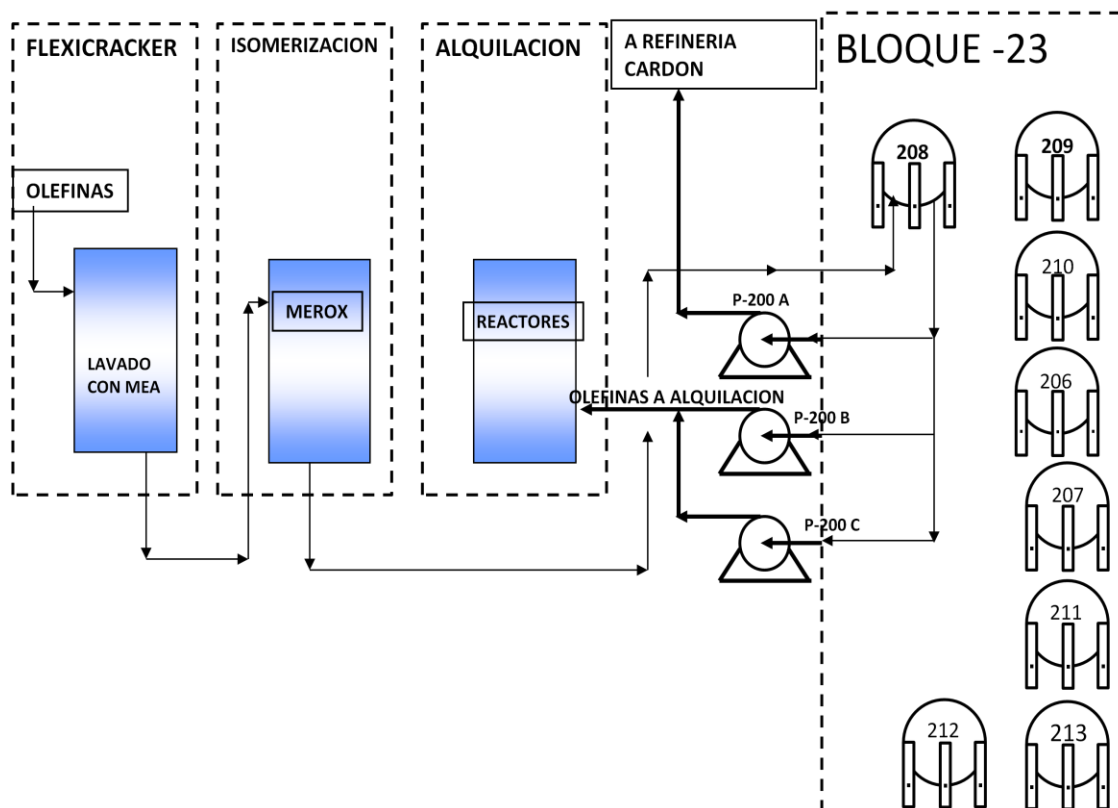 FLEXICRACKER
ISOMERIZACION
ALQUILACION
A REFINERIA
CARDON
BLOQUE -23
OLEFINAS
LAVADO
CON MEA
MEROX
REACTORES
P-200 A
OLEFINAS A ALQUILACION
P-200 B
P-200 C
208
209
210
206
207
211
212
213